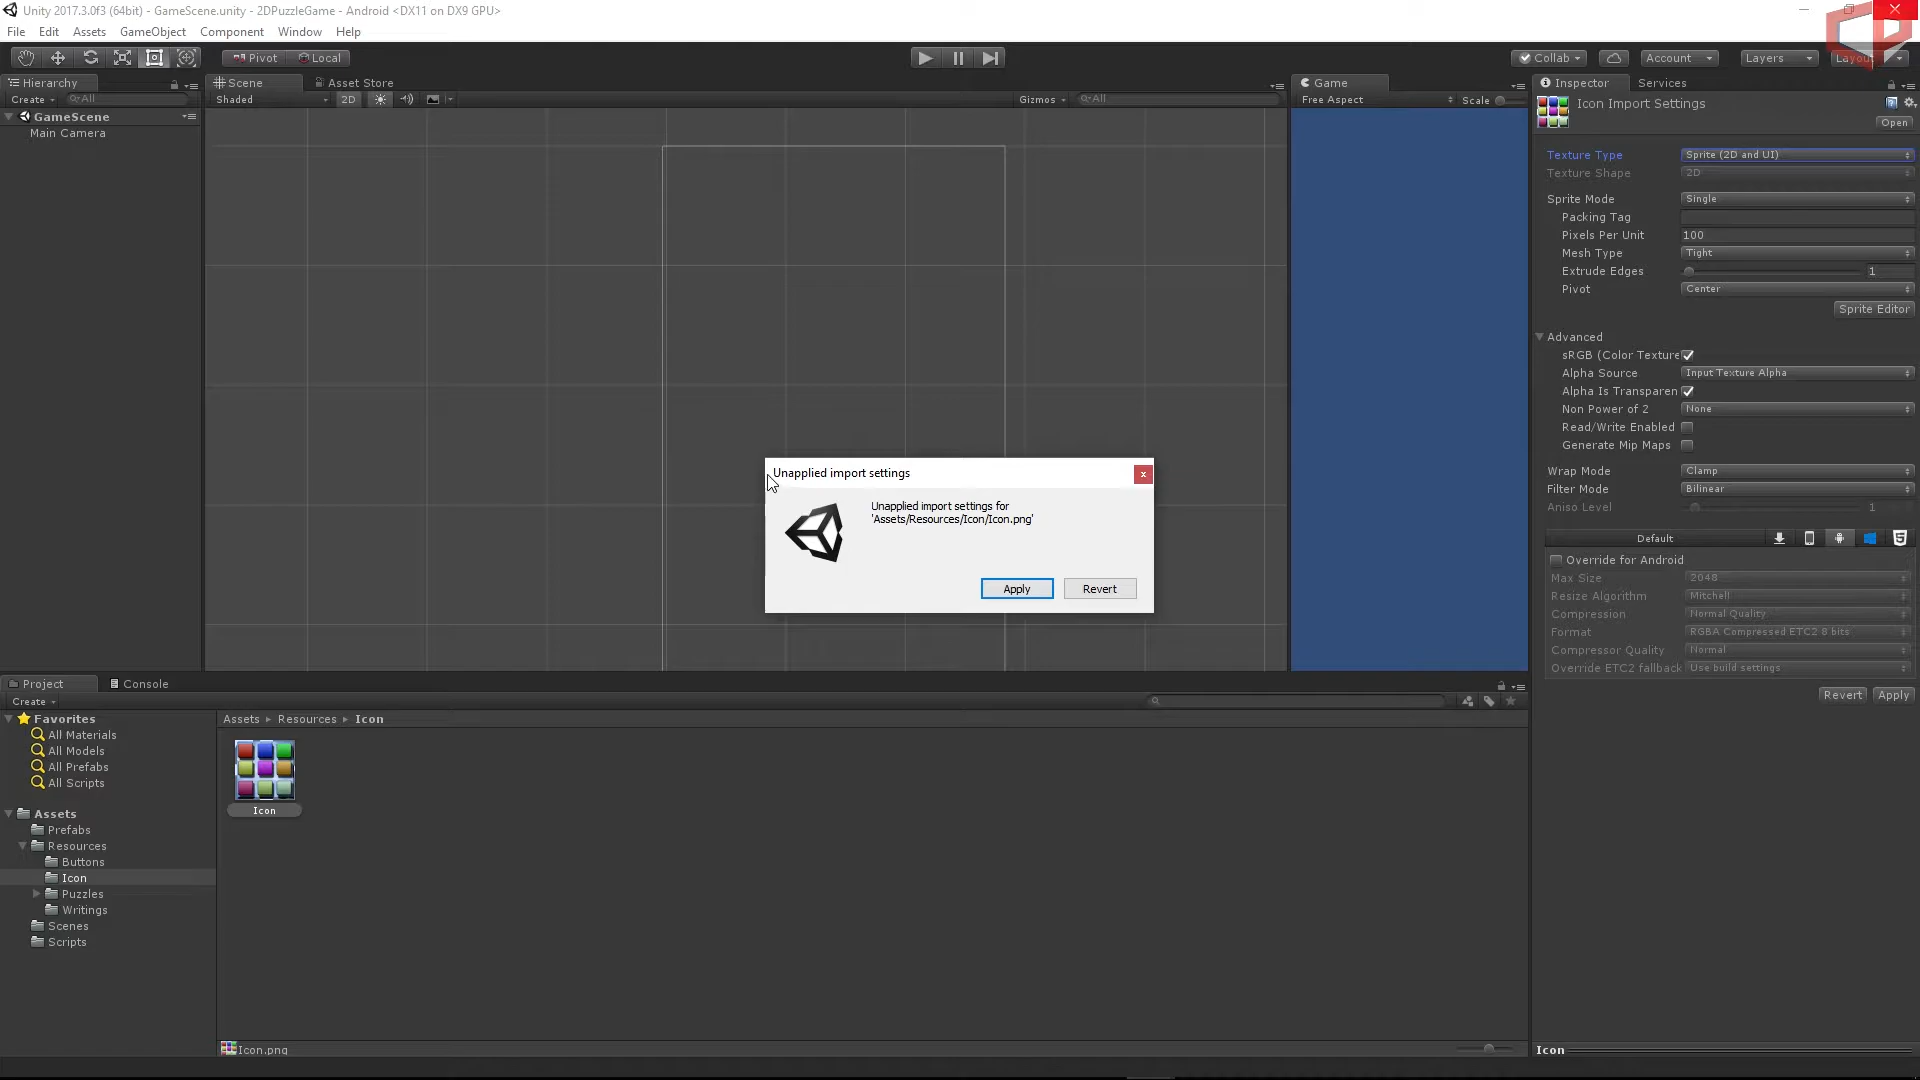 Unity 2017.3.0f3 (64bit) - GameScene.unity - 2DPuzzleGame - Android <DX11 on DX9 GPU>
File Edit Assets GameObject Component Window Help
Pivot Local
Collab Account Layers Layout
Hierarchy
Create All
GameScene
Main Camera
Scene Asset Store
Shaded 2D Gizmos All
Game
Free Aspect Scale
Inspector Services
Icon Import Settings
Open
Texture Type Sprite (2D and UI)
Texture Shape 2D
Sprite Mode Single
Packing Tag
Pixels Per Unit 100
Mesh Type Tight
Extrude Edges 1
Pivot Center
Sprite Editor
Advanced
sRGB (Color Texture
Alpha Source Input Texture Alpha
Alpha Is Transparen
Non Power of 2 None
Read/Write Enabled
Generate Mip Maps
Wrap Mode Clamp
Filter Mode Bilinear
Aniso Level 1
Default
Override for Android
Max Size 2048
Resize Algorithm Mitchell
Compression Normal Quality
Format RGBA Compressed ETC2 8 bits
Compressor Quality Normal
Override ETC2 fallback Use build settings
Revert Apply
Unapplied import settings
Unapplied import settings for
'Assets/Resources/Icon/Icon.png'
Apply Revert
Project Console
Create
Favorites
All Materials
All Models
All Prefabs
All Scripts
Assets
Prefabs
Resources
Buttons
Icon
Puzzles
Writings
Scenes
Scripts
Assets Resources Icon
Icon
Icon.png
Icon